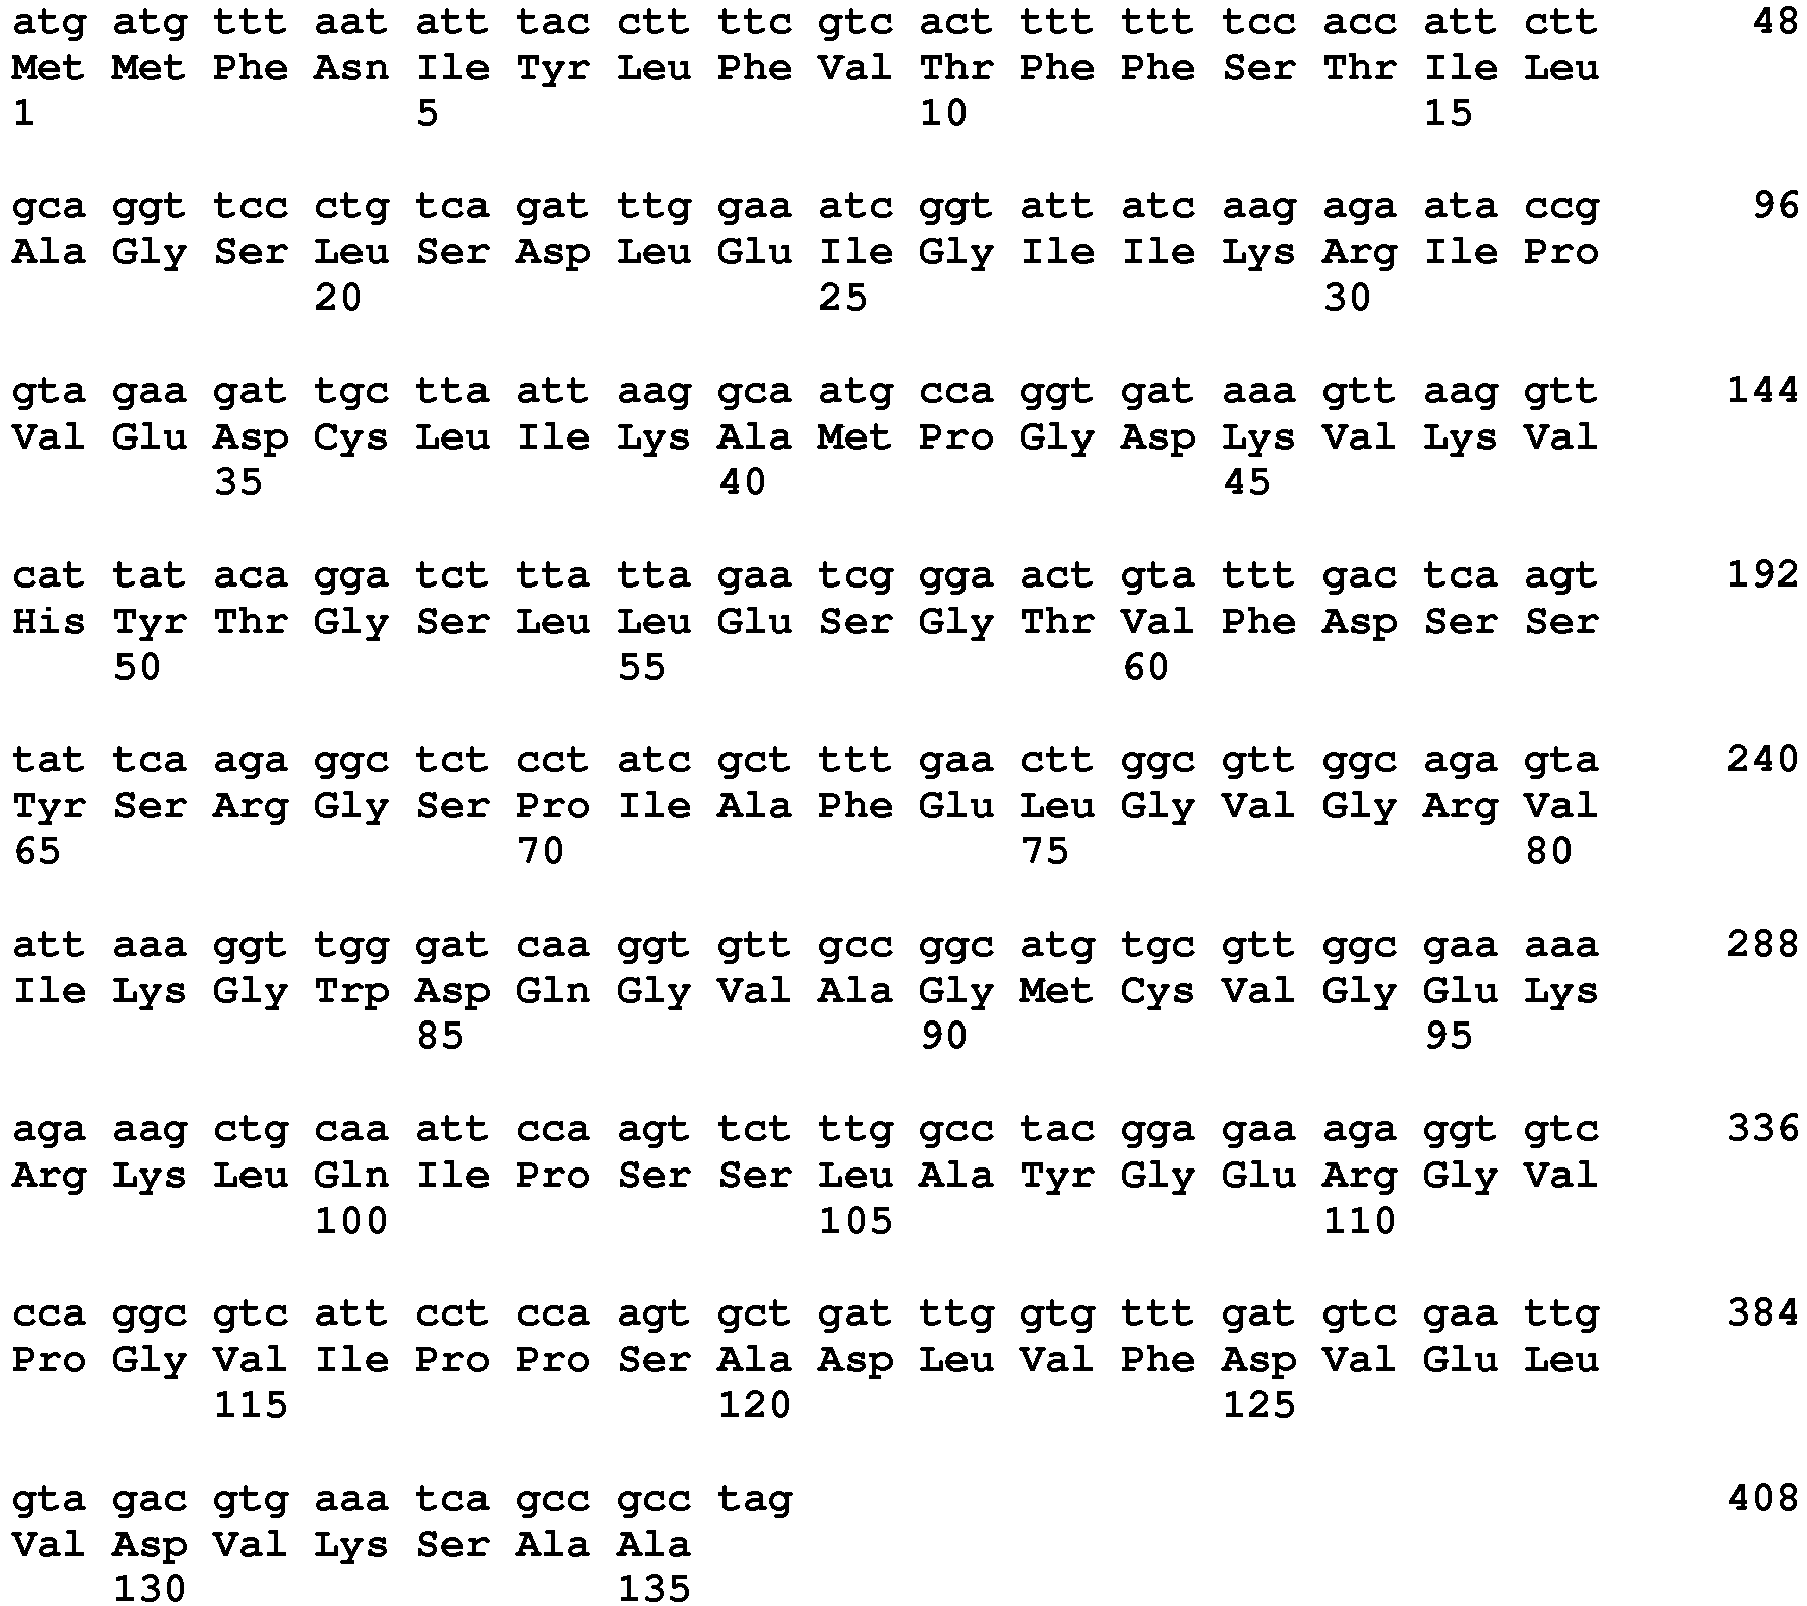 atg atg ttt aat att tac ctt ttc gtc act ttt ttt tcc acc att ctt 48
Met Met Phe Asn Ile Tyr Leu Phe Val Thr Phe Phe Ser Thr Ile Leu
1 5 10 15
gca ggt tcc ctg tca gat ttg gaa atc ggt att atc aag aga ata ccg 96
Ala Gly Ser Leu Ser Asp Leu Glu Ile Gly Ile Ile Lys Arg Ile Pro
20 25 30
gta gaa gat tgc tta att aag gca atg cca ggt gat aaa gtt aag gtt 144
Val Glu Asp Cys Leu Ile Lys Ala Met Pro Gly Asp Lys Val Lys Val
35 40 45
cat tat aca gga tct tta tta gaa tcg gga act gta ttt gac tca agt 192
His Tyr Thr Gly Ser Leu Leu Glu Ser Gly Thr Val Phe Asp Ser Ser
50 55 60
tat tca aga ggc tct cct atc gct ttt gaa ctt ggc gtt ggc aga gta 240
Tyr Ser Arg Gly Ser Pro Ile Ala Phe Glu Leu Gly Val Gly Arg Val
65 70 75 80
att aaa ggt tgg gat caa ggt gtt gcc ggc atg tgc gtt ggc gaa aaa 288
Ile Lys Gly Trp Asp Gln Gly Val Ala Gly Met Cys Val Gly Glu Lys
85 90 95
aga aag ctg caa att cca agt tct ttg gcc tac gga gaa aga ggt gtc 336
Arg Lys Leu Gln Ile Pro Ser Ser Leu Ala Tyr Gly Glu Arg Gly Val
100 105 110
cca ggc gtc att cct cca agt gct gat ttg gtg ttt gat gtc gaa ttg 384
Pro Gly Val Ile Pro Pro Ser Ala Asp Leu Val Phe Asp Val Glu Leu
115 120 125
gta gac gtg aaa tca gcc gcc tag 408
Val Asp Val Lys Ser Ala Ala
130 135